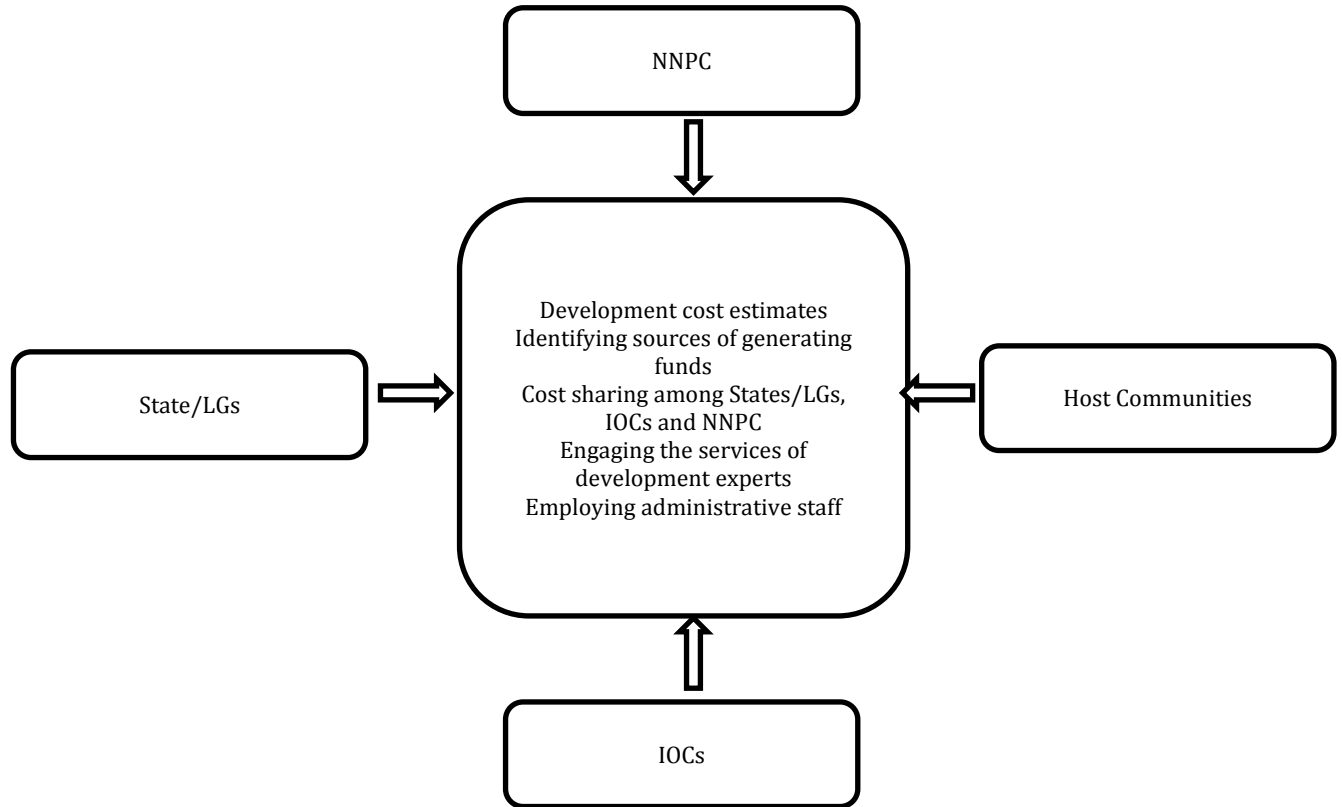 NNPC
Development cost estimates
Identifying sources of generating
funds
Cost sharing among States/LGs,
IOCs and NNPC
Engaging the services of
development experts
Employing administrative staff
State/LGs
Host Communities
IOCs